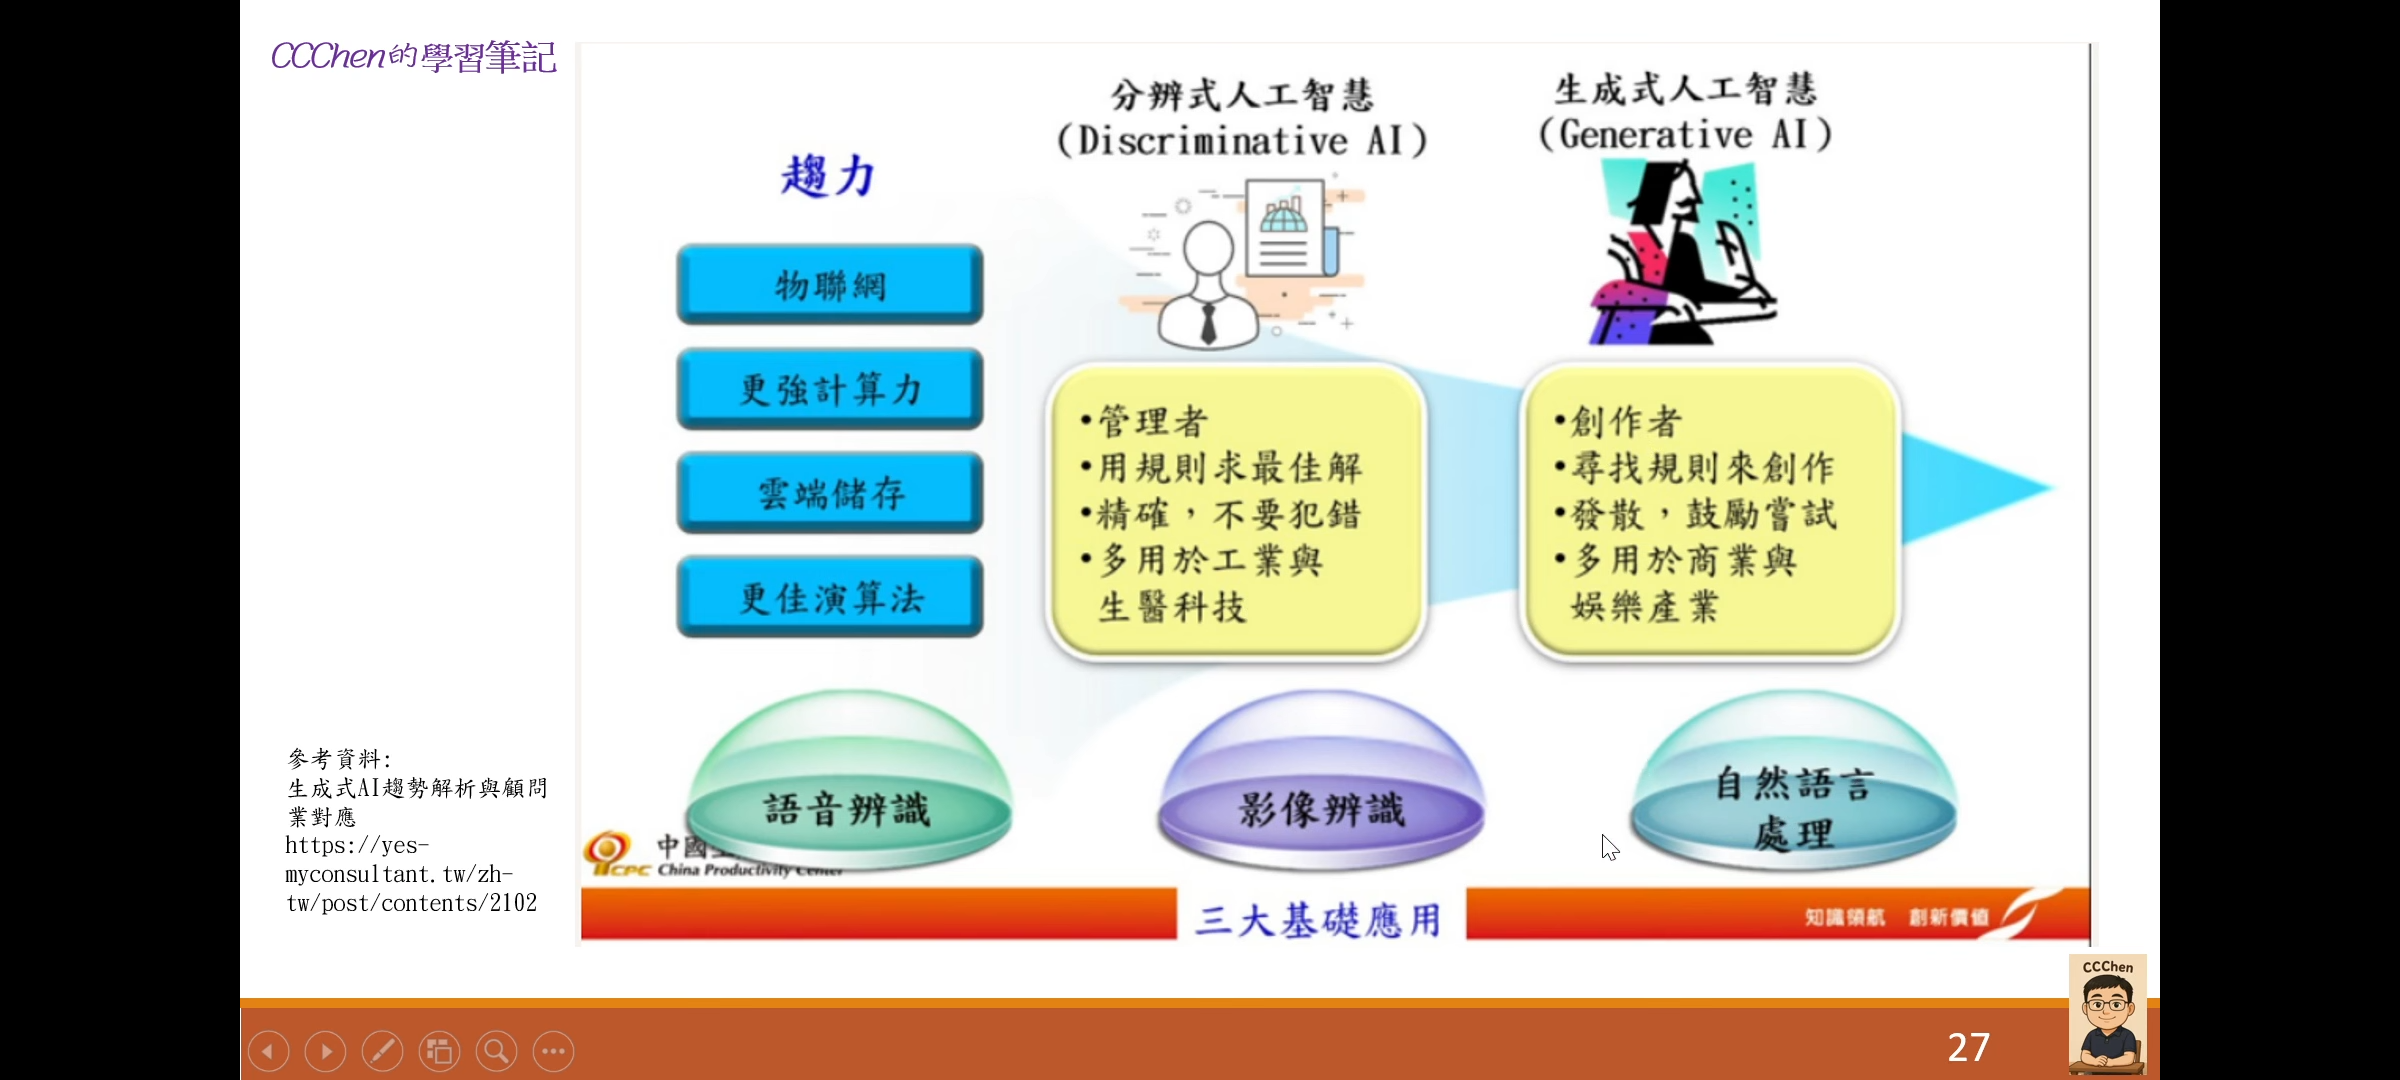 CCChen的學習筆記
分辨式人工智慧
(Discriminative AI)
生成式人工智慧
(Generative AI)
趨力
物聯網
更強計算力
雲端儲存
更佳演算法
•管理者
•用規則求最佳解
•精確，不要犯錯
•多用於工業與
生醫科技
•創作者
•尋找規則來創作
•發散，鼓勵嘗試
•多用於商業與
娛樂產業
語音辨識
影像辨識
自然語言
處理
參考資料:
生成式AI趨勢解析與顧問
業對應
https://yes-
myconsultant.tw/zh-
tw/post/contents/2102
CPC
中國
China Productivity Center
三大基礎應用
知識領航 創新價值
CCChen
27